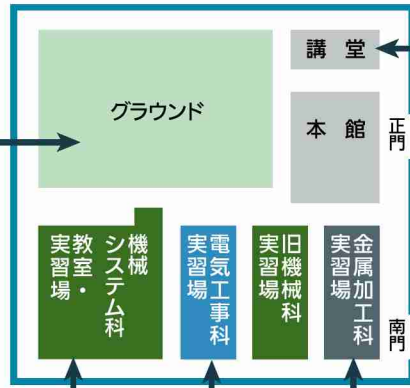 講堂
グラウンド
本館
正門
機械
システム科
教室・
実習場
電気工事科
実習場
旧機械科
実習場
金属加工科
実習場
南門